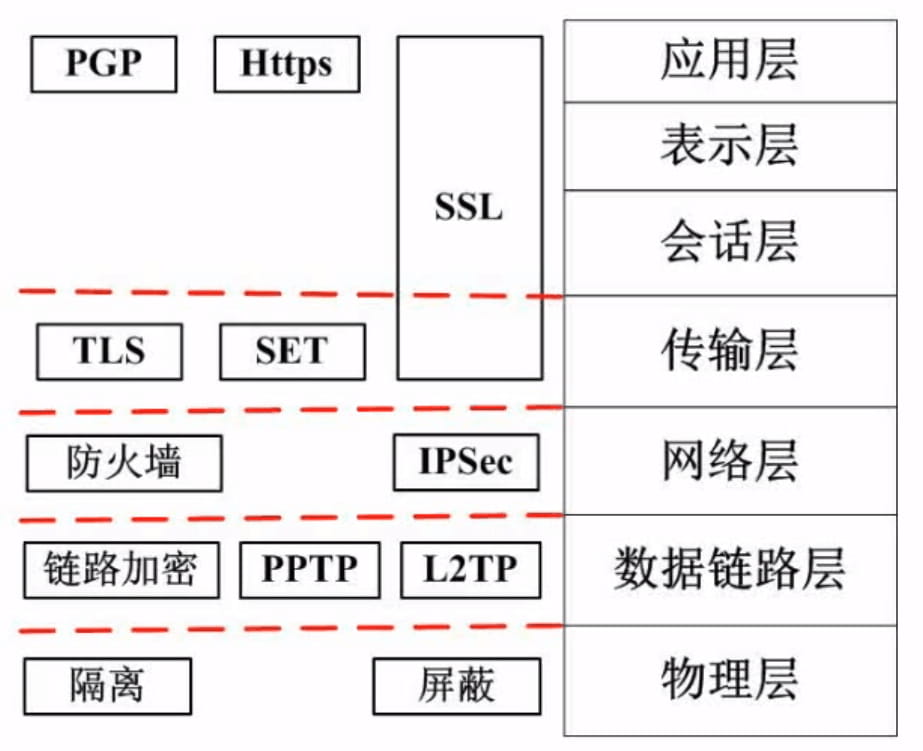 PGP Https 应用层
表示层
SSL
会话层
TLS SET 传输层
防火墙 IPSec 网络层
链路加密 PPTP L2TP 数据链路层
隔离 屏蔽 物理层